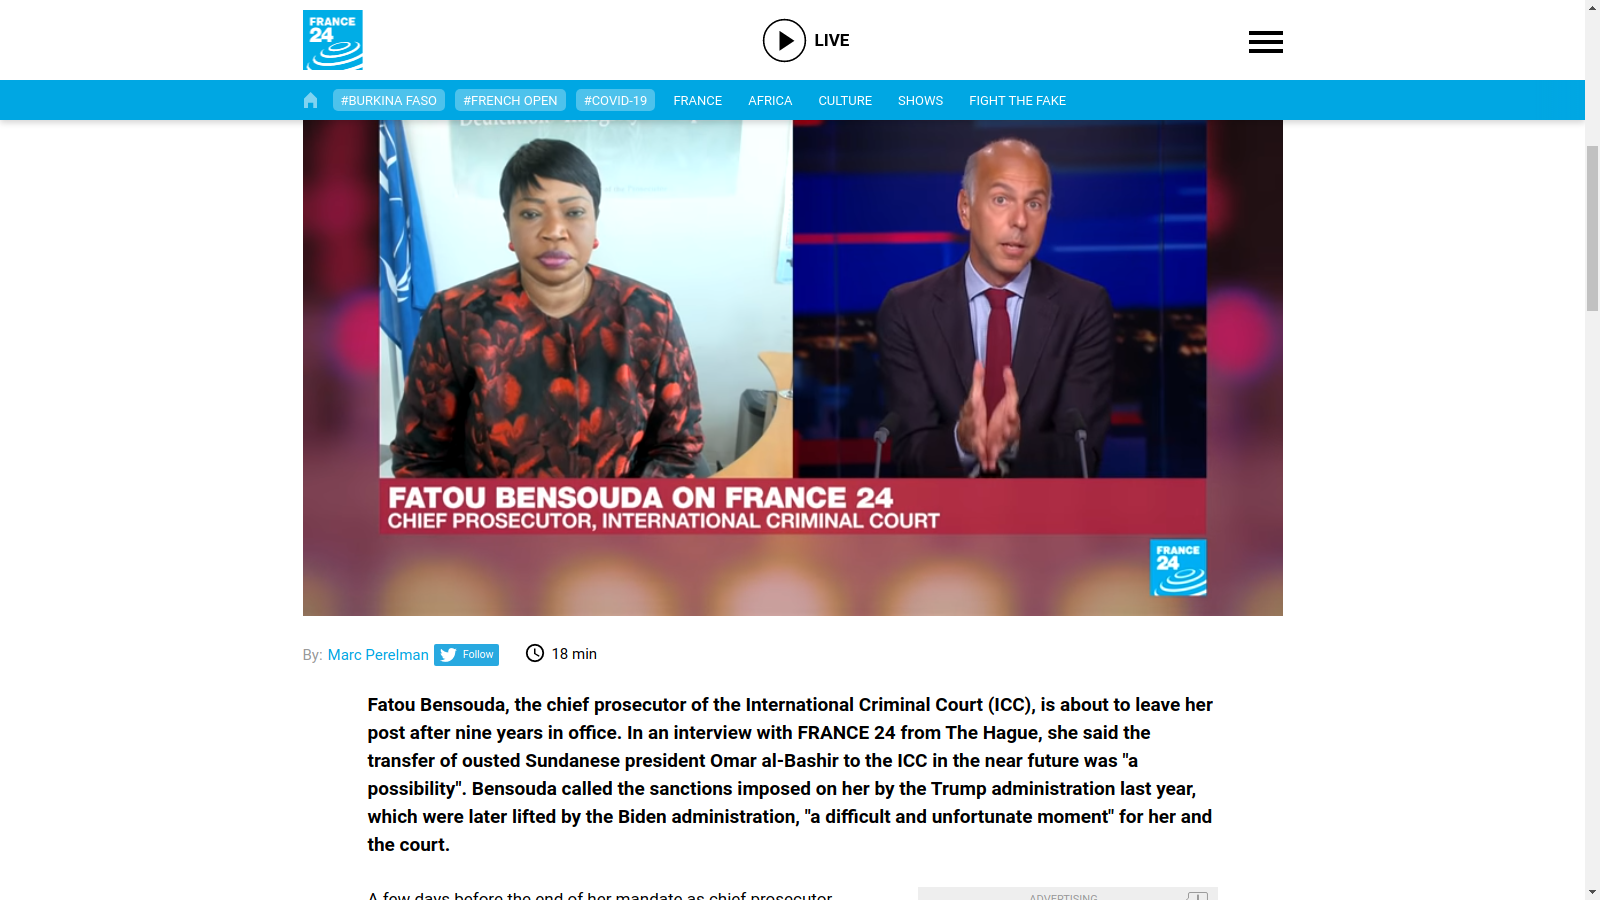 FRANCE
24
LIVE
#BURKINA FASO #FRENCH OPEN #COVID-19 FRANCE AFRICA CULTURE SHOWS FIGHT THE FAKE
FATOU BENSOUDA ON FRANCE 24
CHIEF PROSECUTOR, INTERNATIONAL CRIMINAL COURT
FRANCE
24
By: Marc Perelman Follow 18 min
Fatou Bensouda, the chief prosecutor of the International Criminal Court (ICC), is about to leave her
post after nine years in office. In an interview with FRANCE 24 from The Hague, she said the
transfer of ousted Sundanese president Omar al-Bashir to the ICC in the near future was "a
possibility". Bensouda called the sanctions imposed on her by the Trump administration last year,
which were later lifted by the Biden administration, "a difficult and unfortunate moment" for her and
the court.
A few days before the end of her mandate as chief prosecutor
ADVERTISING